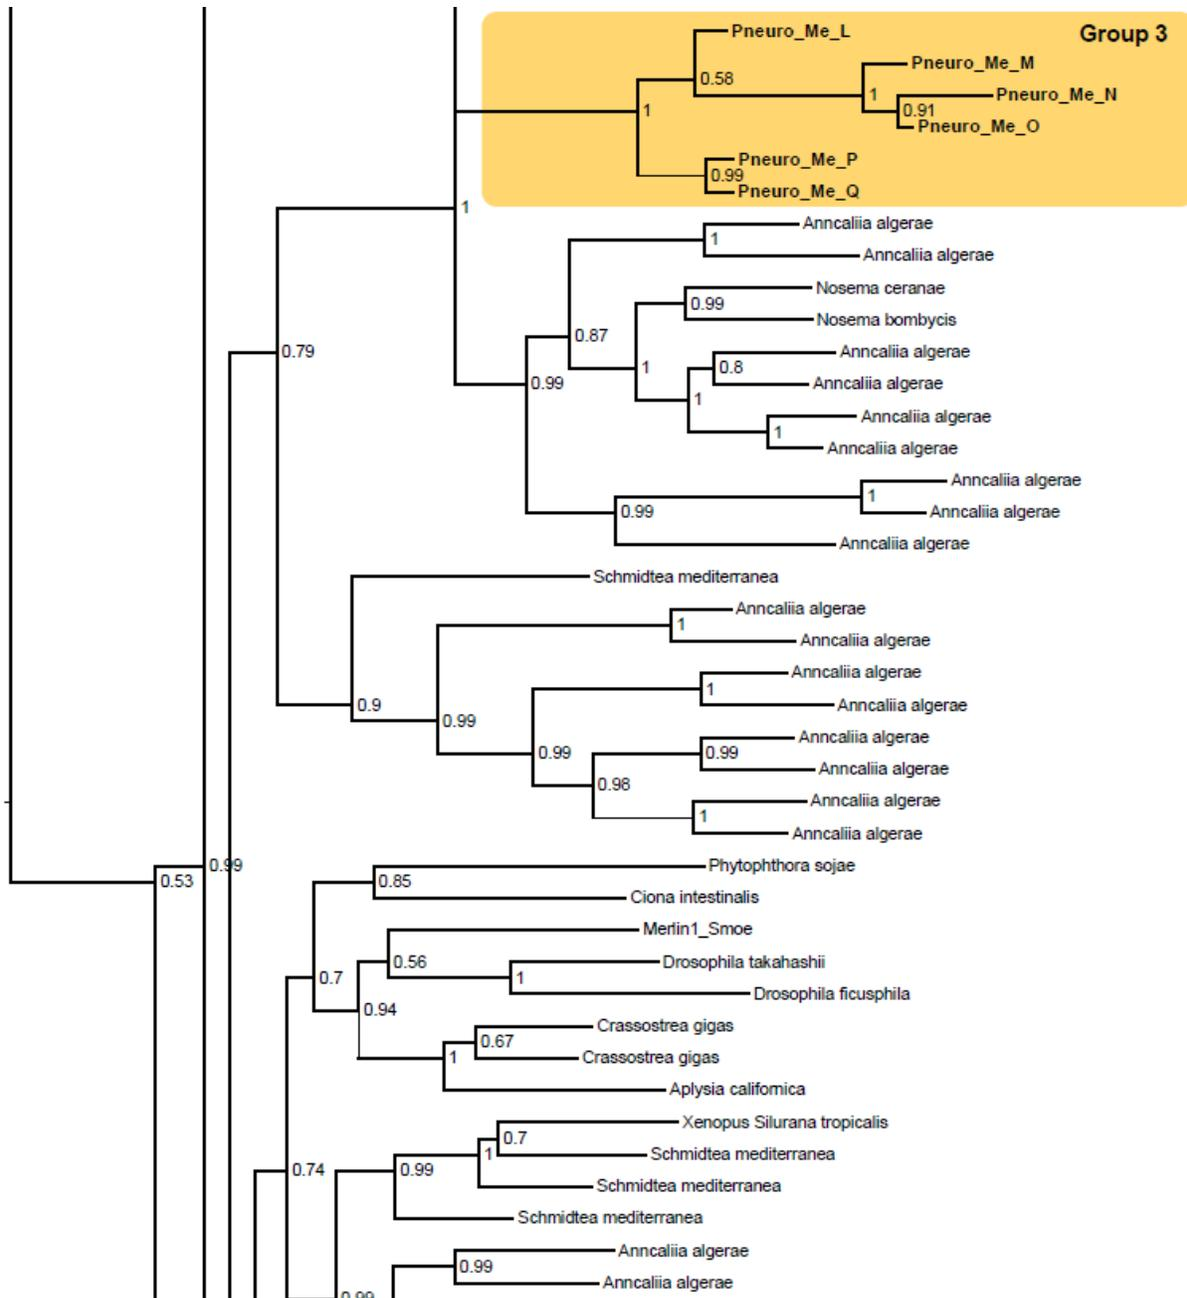 Group 3
Pneuro_Me_L
Pneuro_Me_M
0.58
1
Pneuro_Me_N
0.91
1
Pneuro_Me_O
Pneuro_Me_P
0.99
Pneuro_Me_Q
1
Anncaliia algerae
1
Anncaliia algerae
Nosema ceranae
0.99
Nosema bombycis
0.87
0.79
Anncaliia algerae
1
0.8
0.99
Anncaliia algerae
1
Anncaliia algerae
1
Anncaliia algerae
Anncaliia algerae
1
0.99
Anncaliia algerae
Anncaliia algerae
Schmidtea mediterranea
Anncaliia algerae
1
Anncaliia algerae
Anncaliia algerae
1
0.9
Anncaliia algerae
0.99
Anncaliia algerae
0.99
0.99
Anncaliia algerae
0.98
Anncaliia algerae
1
Anncaliia algerae
0.99
Phytophthora sojae
0.53
0.85
Ciona intestinalis
Merlin1_Smoe
0.56
Drosophila takahashii
0.7
1
Drosophila ficusphila
0.94
Crassostrea gigas
0.67
1
Crassostrea gigas
Aplysia californica
Xenopus Silurana tropicalis
0.7
1
Schmidtea mediterranea
0.74
0.99
Schmidtea mediterranea
Schmidtea mediterranea
Anncaliia algerae
0.99
Anncaliia algerae
0.99